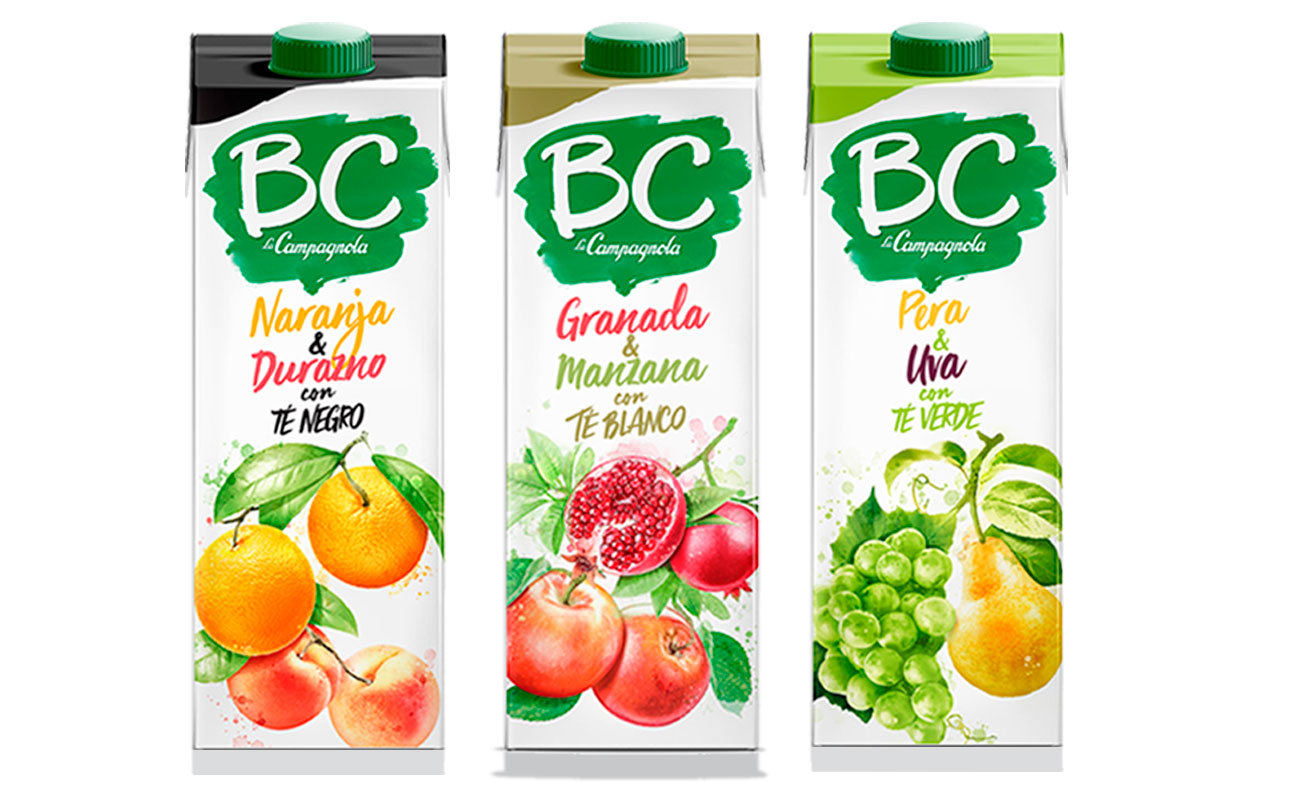 BC
La Campagnola
Naranja
&
Durazno
con
TÉ NEGRO
BC
La Campagnola
Granada
&
Manzana
con
TÉ BLANCO
BC
La Campagnola
Pera
&
Uva
con
TÉ VERDE